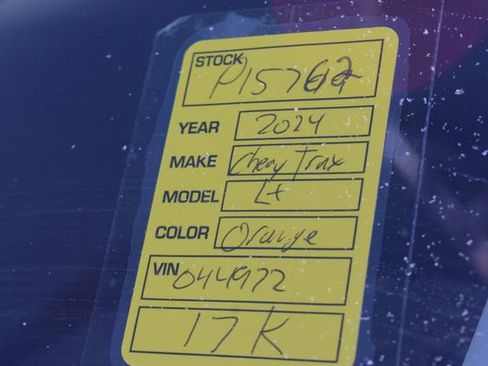 STOCK P15762
YEAR 2024
MAKE Chevy Trax
MODEL Lt
COLOR Orange
VIN 044972
17K